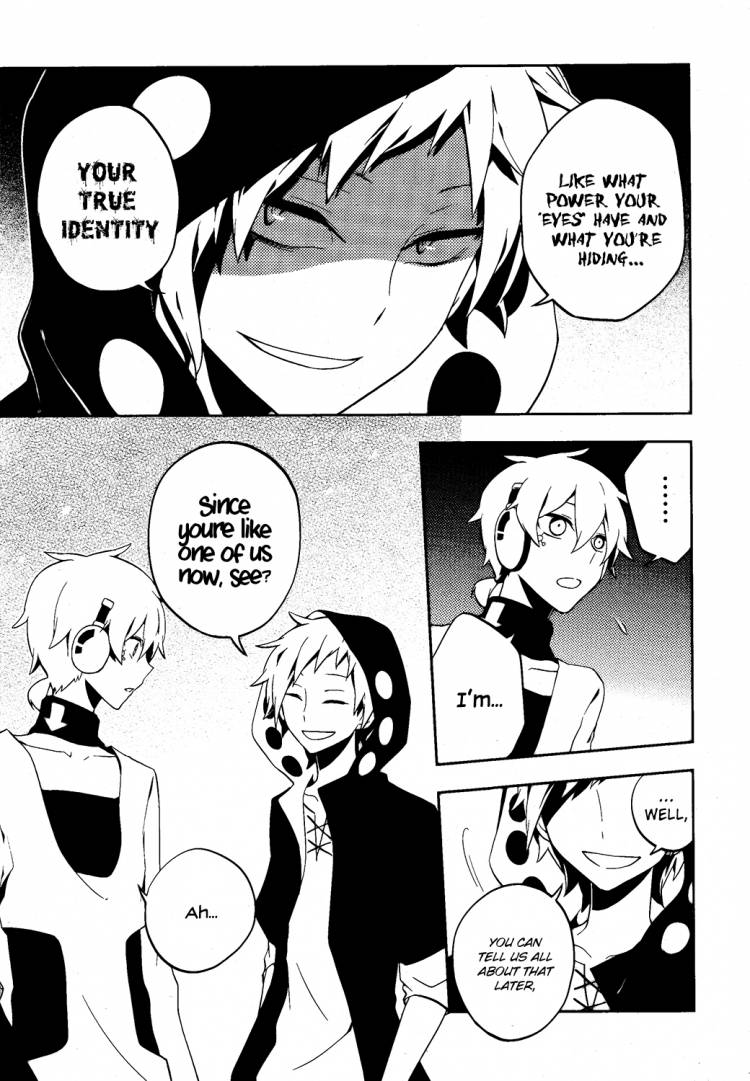 LIKE WHAT
POWER YOUR
"EYES" HAVE AND
WHAT YOU'RE
HIDING...
YOUR
TRUE
IDENTITY
......
I'm...
...
WELL,
YOU CAN
TELL US ALL
ABOUT THAT
LATER,
Since
youre like
one of us
now, see?
Ah...